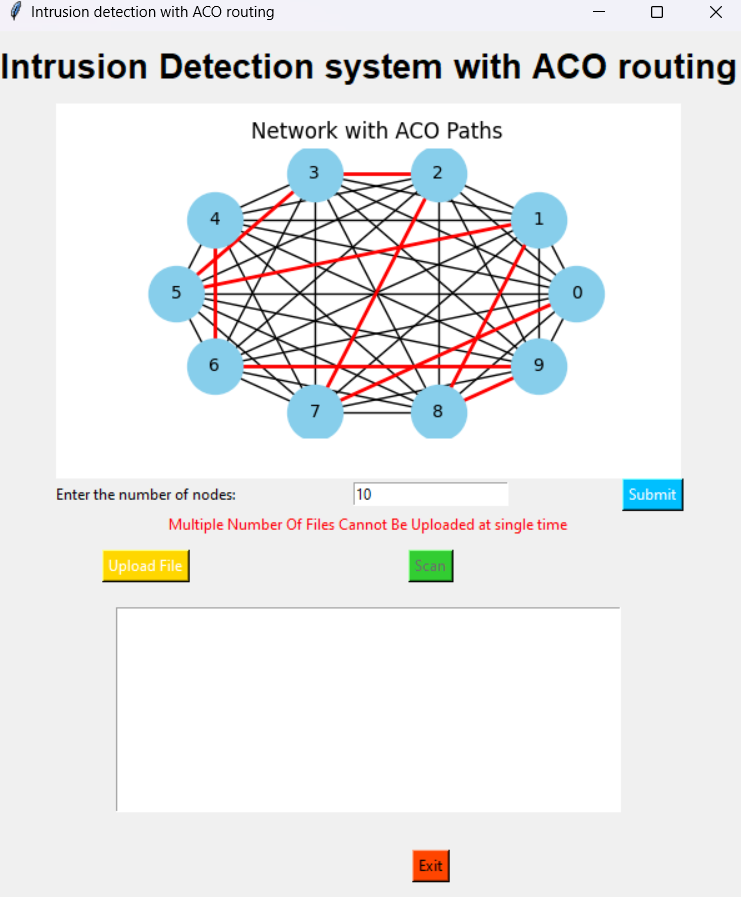 Intrusion detection with ACO routing
Intrusion Detection system with ACO routing
Network with ACO Paths
3 2
4 1
5 0
6 9
7 8
Enter the number of nodes: 10 Submit
Multiple Number Of Files Cannot Be Uploaded at single time
Upload File Scan
Exit